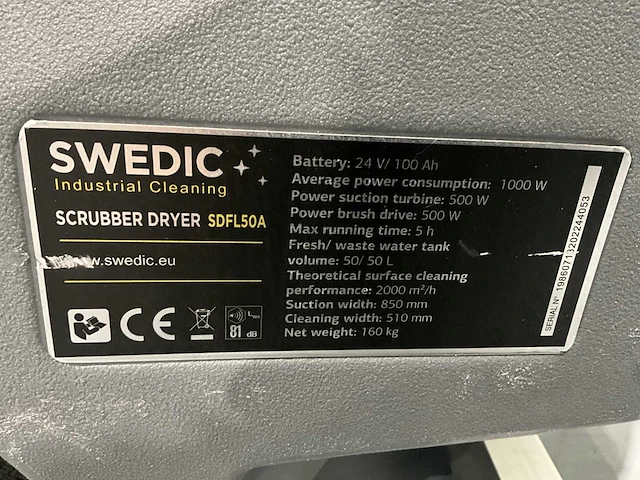 SWEDIC
Industrial Cleaning
SCRUBBER DRYER SDFL50A
.swedic.eu
CE
81 dB
LWA
Battery: 24 V/ 100 Ah
Average power consumption: 1000 W
Power suction turbine: 500 W
Power brush drive: 500 W
Max running time: 5 h
Fresh/ waste water tank
volume: 50/ 50 L
Theoretical surface cleaning
performance: 2000 m²/h
Suction width: 850 mm
Cleaning width: 510 mm
Net weight: 160 kg
SERIAL N°